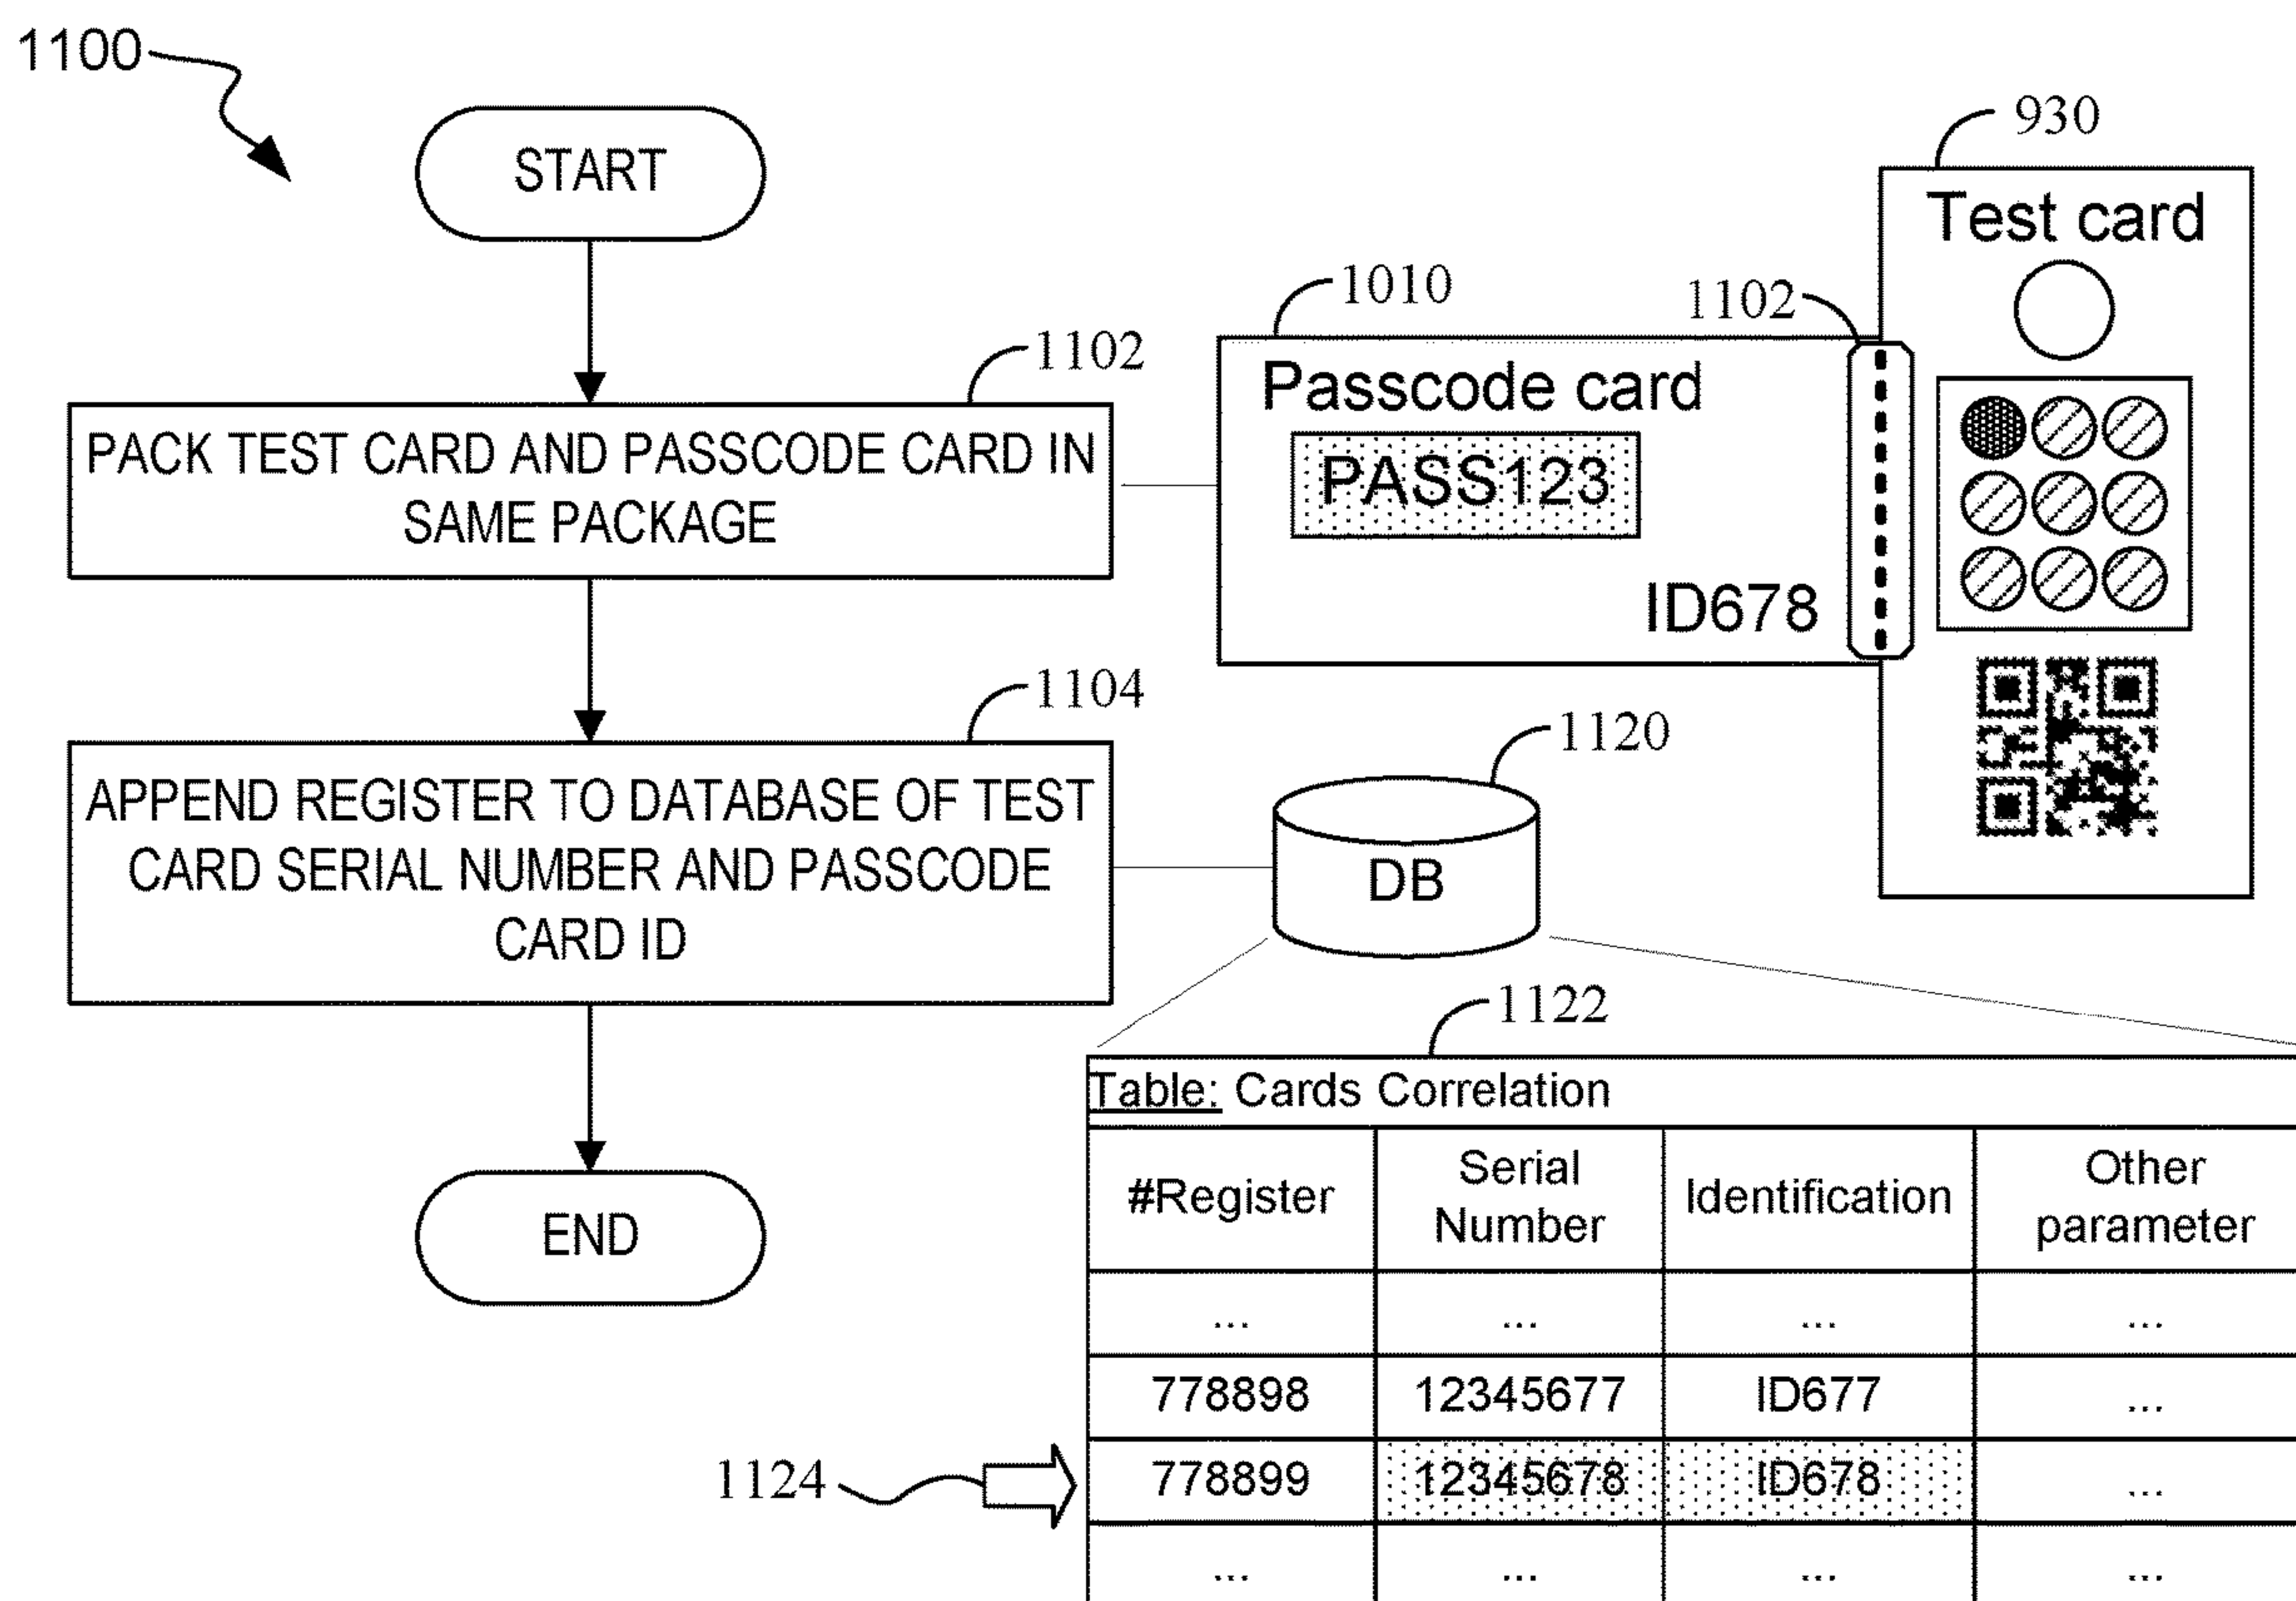 1100
START
1102
PACK TEST CARD AND PASSCODE CARD IN
SAME PACKAGE
1104
APPEND REGISTER TO DATABASE OF TEST
CARD SERIAL NUMBER AND PASSCODE
CARD ID
END
930
Test card
1010
1102
Passcode card
PASS123
ID678
1120
DB
1122
Table: Cards Correlation
#Register Serial Number Identification Other parameter
... ... ... ...
778898 12345677 ID677 ...
1124
778899 12345678 ID678 ...
... ... ... ...